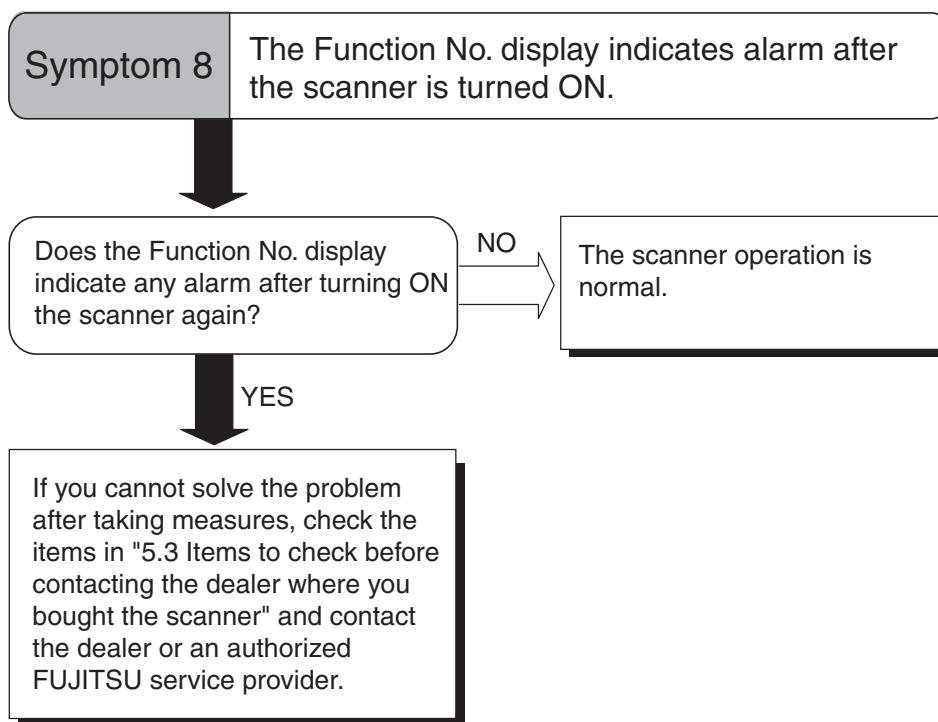 Symptom 8
The Function No. display indicates alarm after
the scanner is turned ON.
Does the Function No. display
indicate any alarm after turning ON
the scanner again?
NO
The scanner operation is
normal.
YES
If you cannot solve the problem
after taking measures, check the
items in "5.3 Items to check before
contacting the dealer where you
bought the scanner" and contact
the dealer or an authorized
FUJITSU service provider.